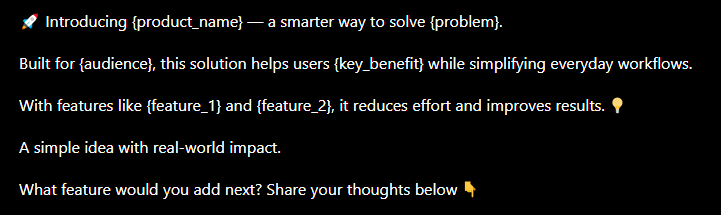 🚀 Introducing {product_name} — a smarter way to solve {problem}.
Built for {audience}, this solution helps users {key_benefit} while simplifying everyday workflows.
With features like {feature_1} and {feature_2}, it reduces effort and improves results. 💡
A simple idea with real-world impact.
What feature would you add next? Share your thoughts below 👇